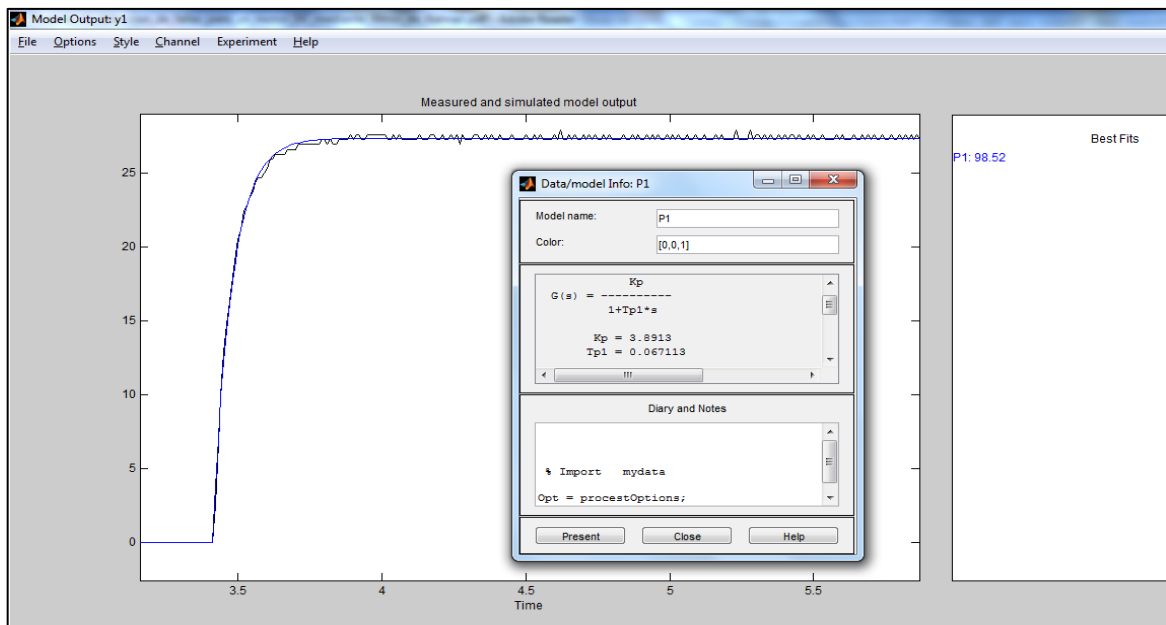 Model Output: y1
File Options Style Channel Experiment Help
Measured and simulated model output
25
20
15
10
5
0
3.5 4 4.5 5 5.5
Time
Best Fits
P1: 98.52
Data/model Info: P1
Model name: P1
Color: [0,0,1]
Kp
G(s) = ----------
1+Tp1*s
Kp = 3.8913
Tp1 = 0.067113
Diary and Notes
% Import mydata
Opt = procestOptions;
Present Close Help